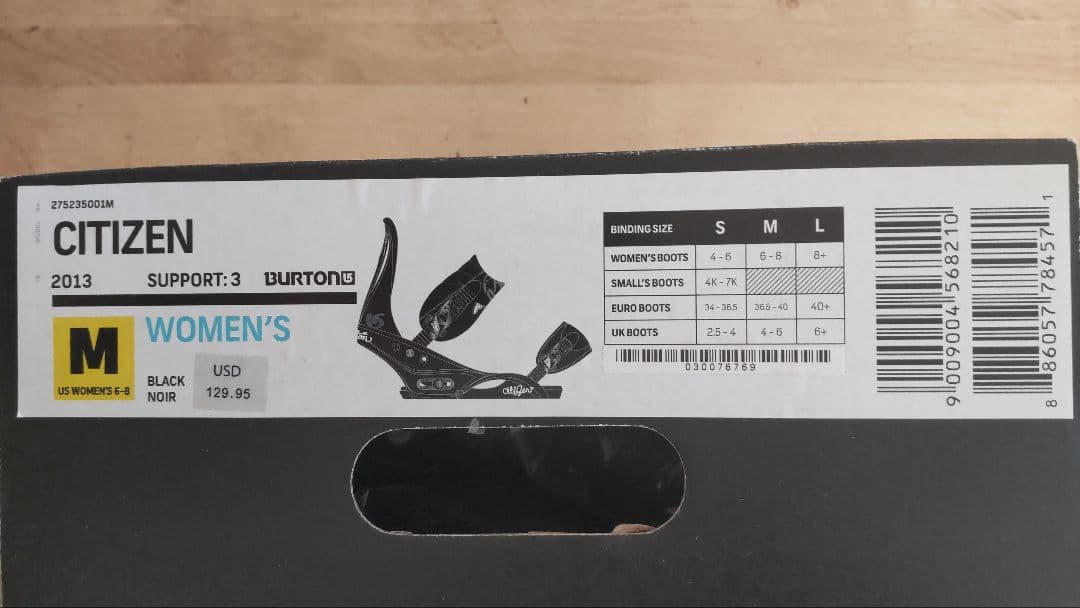 275235001M
CITIZEN
2013 SUPPORT: 3 BURTON
M
US WOMEN'S 6-8
WOMEN'S
BLACK
NOIR
USD
129.95
citizen
BINDING SIZE S M L
WOMEN'S BOOTS 4-6 6-8 8+
SMALL'S BOOTS 4K-7K
EURO BOOTS 34-36.5 36.5-40 40+
UK BOOTS 2.5-4 4-6 6+
030076769
9 009004 568210
8 86057 78457 1